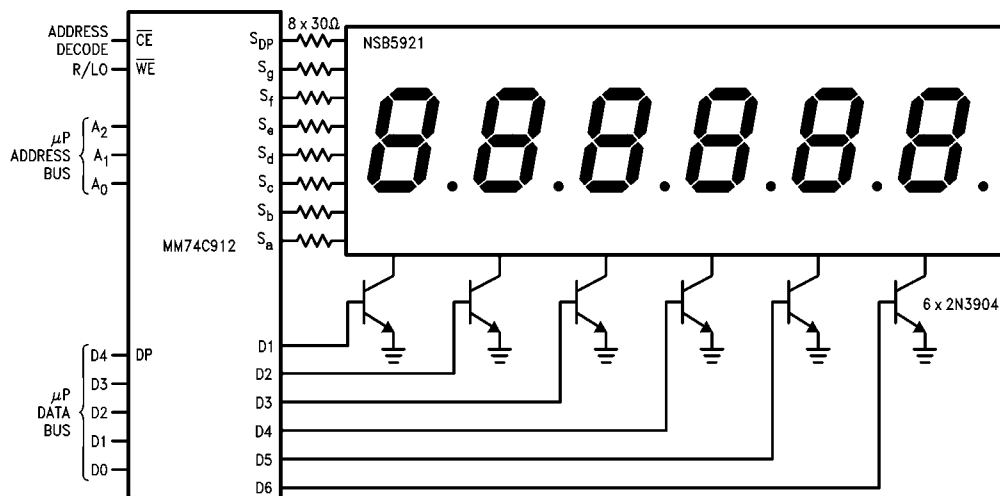 8 x 30Ω
ADDRESS
DECODE
CE
R/LO
WE
μP
ADDRESS
BUS
A2
A1
A0
MM74C912
SDP
Sg
Sf
Se
Sd
Sc
Sb
Sa
NSB5921
6 x 2N3904
D1
D2
D3
D4
D5
D6
μP
DATA
BUS
D4
DP
D3
D2
D1
D0